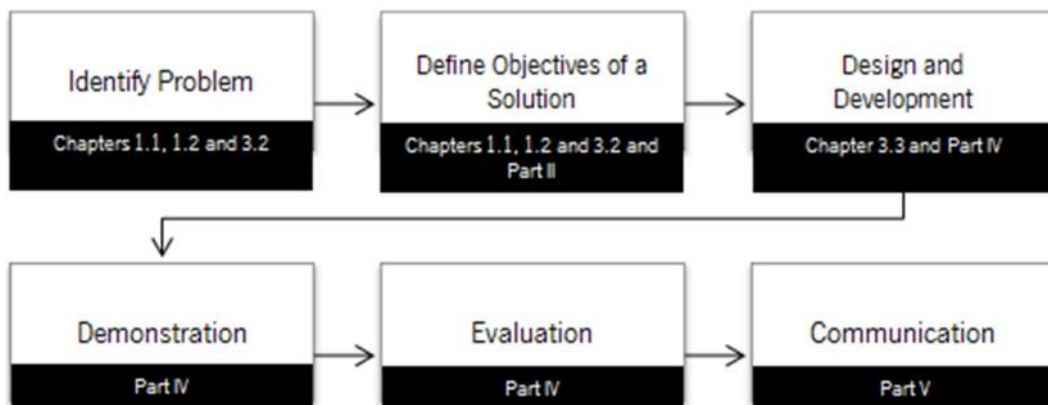 Identify Problem
Chapters 1.1, 1.2 and 3.2
Define Objectives of a
Solution
Chapters 1.1, 1.2 and 3.2 and
Part II
Design and
Development
Chapter 3.3 and Part IV
Demonstration
Part IV
Evaluation
Part IV
Communication
Part V